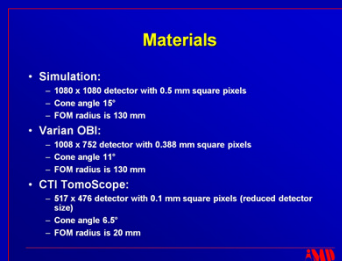 Materials
• Simulation:
– 1080 x 1080 detector with 0.5 mm square pixels
– Cone angle 15°
– FOM radius is 130 mm
• Varian OBI:
– 1008 x 752 detector with 0.388 mm square pixels
– Cone angle 11°
– FOM radius is 130 mm
• CTI TomoScope:
– 517 x 476 detector with 0.1 mm square pixels (reduced detector
size)
– Cone angle 6.5°
– FOM radius is 20 mm